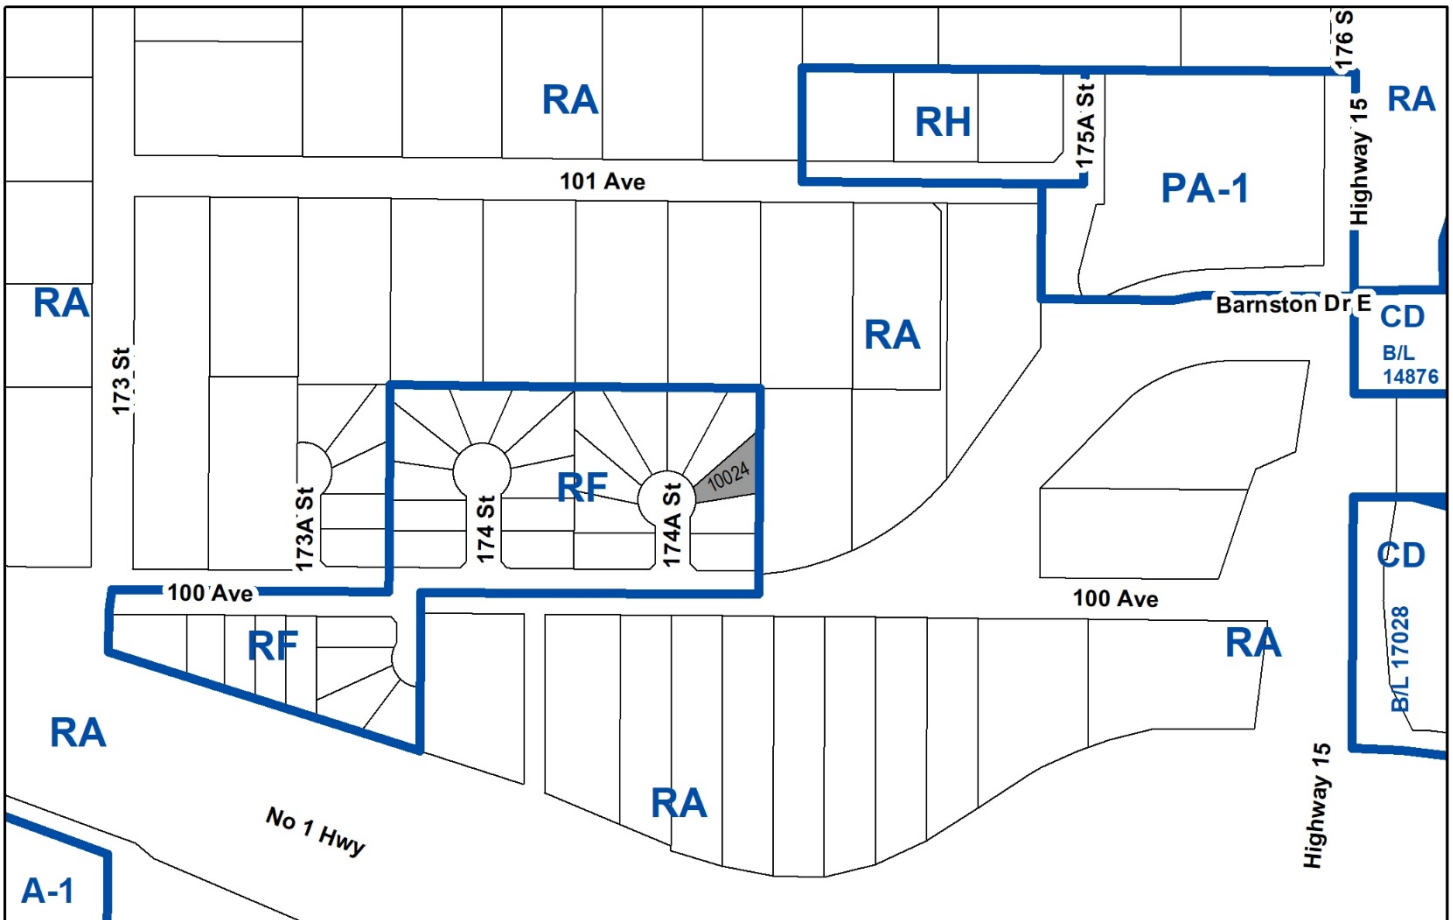 176 S
RA
RA
RH
175A St
Highway 15
PA-1
101 Ave
RA
Barnston Dr E
CD
B/L
14876
RA
173 St
RF
10024
173A St
174 St
174A St
CD
100 Ave
100 Ave
B/L 17028
RF
RA
RA
RA
Highway 15
No 1 Hwy
A-1